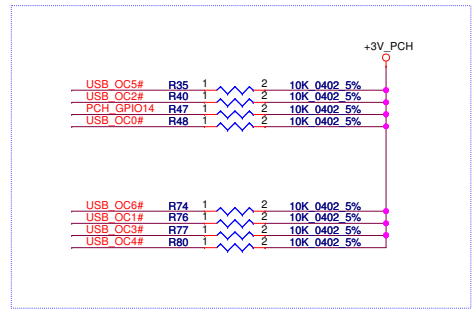 +3V_PCH
USB_OC5# R35 1 2 10K_0402_5%
USB_OC2# R40 1 2 10K_0402_5%
PCH_GPIO14 R47 1 2 10K_0402_5%
USB_OC0# R48 1 2 10K_0402_5%
USB_OC6# R74 1 2 10K_0402_5%
USB_OC1# R76 1 2 10K_0402_5%
USB_OC3# R77 1 2 10K_0402_5%
USB_OC4# R80 1 2 10K_0402_5%